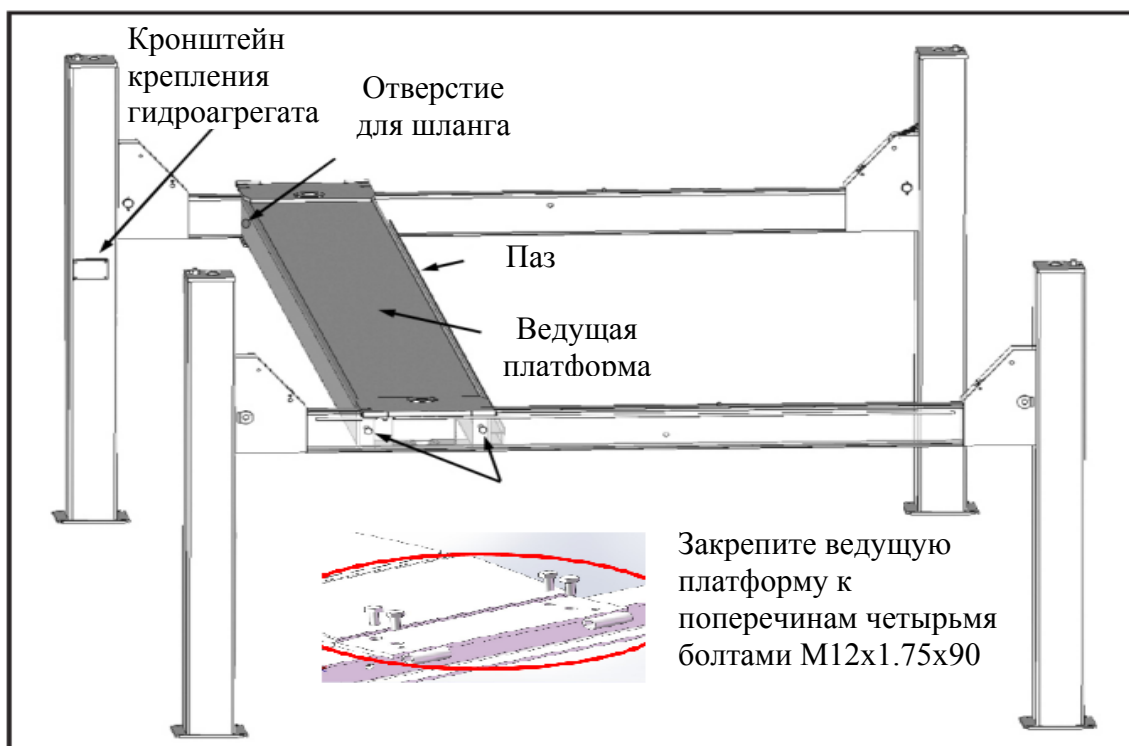 Кронштейн
крепления
гидроагрегата
Отверстие
для шланга
Паз
Ведущая
платформа
Закрепите ведущую
платформу к
поперечинам четырьмя
болтами M12x1.75x90